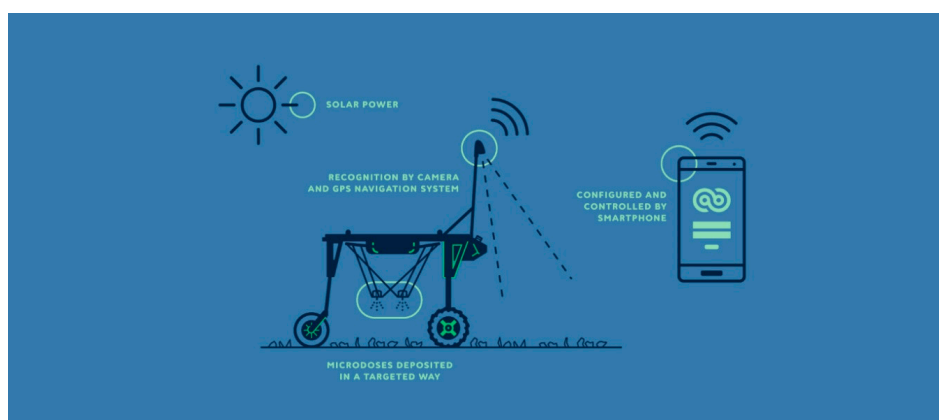 SOLAR POWER
RECOGNITION BY CAMERA
AND GPS NAVIGATION SYSTEM
CONFIGURED AND
CONTROLLED BY
SMARTPHONE
MICRODOSES DEPOSITED
IN A TARGETED WAY